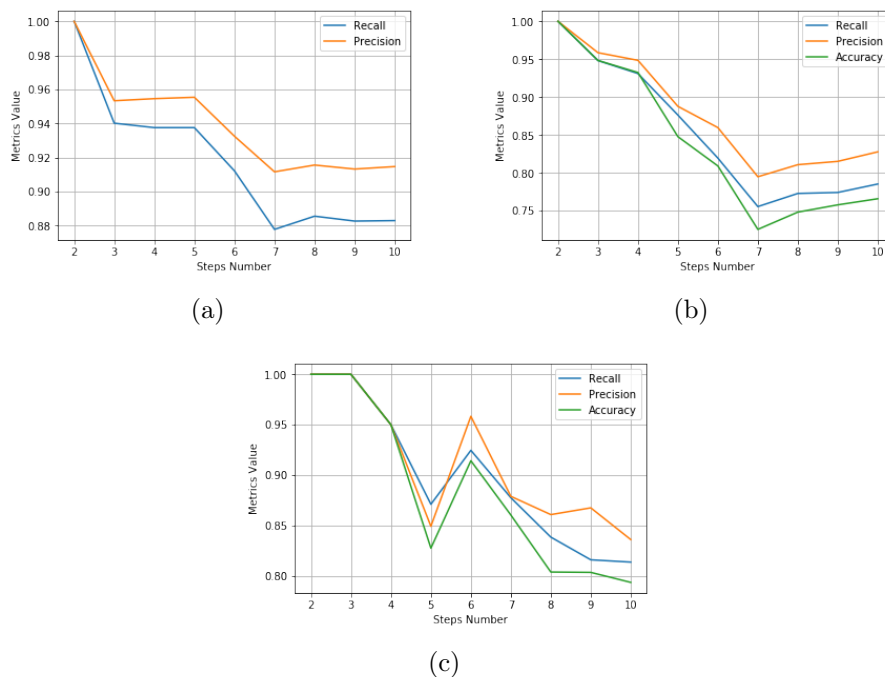 1.00
0.98
0.96
0.94
0.92
0.90
0.88
Metrics Value
Recall
Precision
2 3 4 5 6 7 8 9 10
Steps Number
(a)
1.00
0.95
0.90
0.85
0.80
0.75
Metrics Value
Recall
Precision
Accuracy
2 3 4 5 6 7 8 9 10
Steps Number
(b)
1.00
0.95
0.90
0.85
0.80
Metrics Value
Recall
Precision
Accuracy
2 3 4 5 6 7 8 9 10
Steps Number
(c)